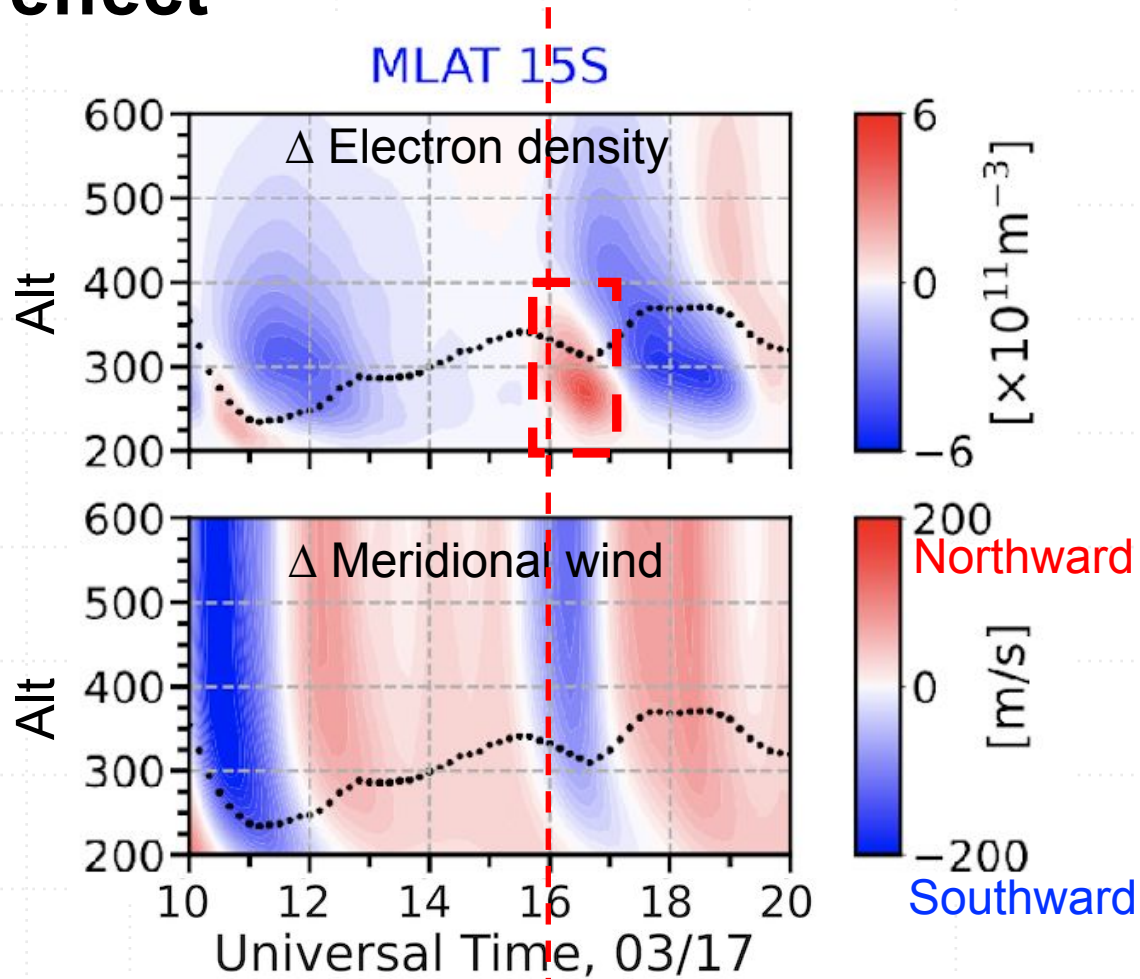 effect
MLAT 15S
Δ Electron density
600
500
400
300
200
Alt
6
0
−6
[×10¹¹m⁻³]
Δ Meridional wind
600
500
400
300
200
Alt
200
Northward
0
[m/s]
−200
Southward
10 12 14 16 18 20
Universal Time, 03/17